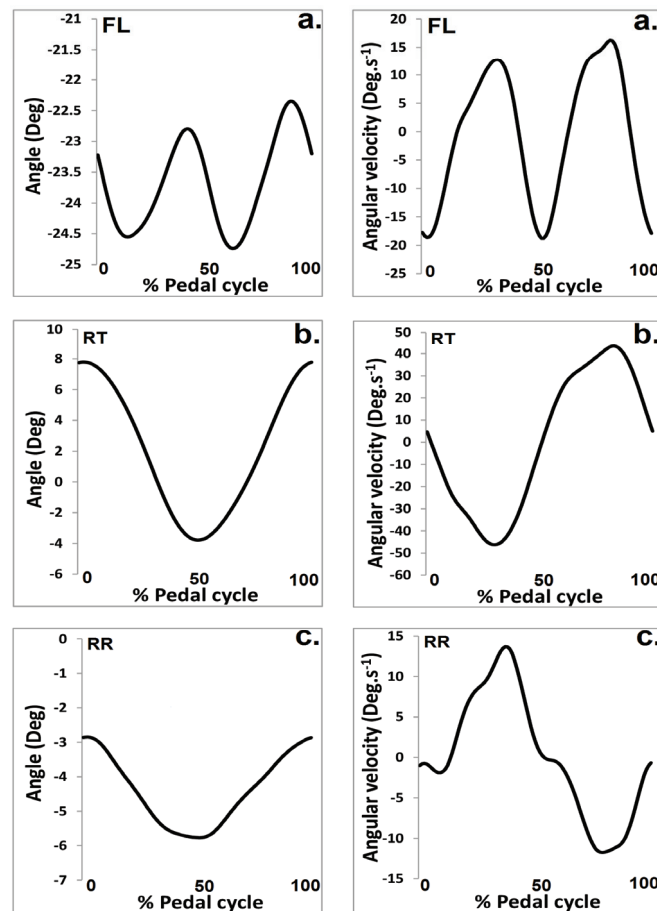 a.
FL
-21
-21.5
-22
-22.5
-23
-23.5
-24
-24.5
-25
Angle (Deg)
0 50 100
% Pedal cycle
a.
FL
20
15
10
5
0
-5
-10
-15
-20
-25
Angular velocity (Deg.s-1)
0 50 100
% Pedal cycle
b.
RT
10
8
6
4
2
0
-2
-4
-6
Angle (Deg)
0 50 100
% Pedal cycle
b.
RT
50
40
30
20
10
0
-10
-20
-30
-40
-50
-60
Angular velocity (Deg.s-1)
0 50 100
% Pedal cycle
c.
RR
0
-1
-2
-3
-4
-5
-6
-7
Angle (Deg)
0 50 100
% Pedal cycle
c.
RR
15
10
5
0
-5
-10
-15
Angular velocity (Deg.s-1)
0 50 100
% Pedal cycle